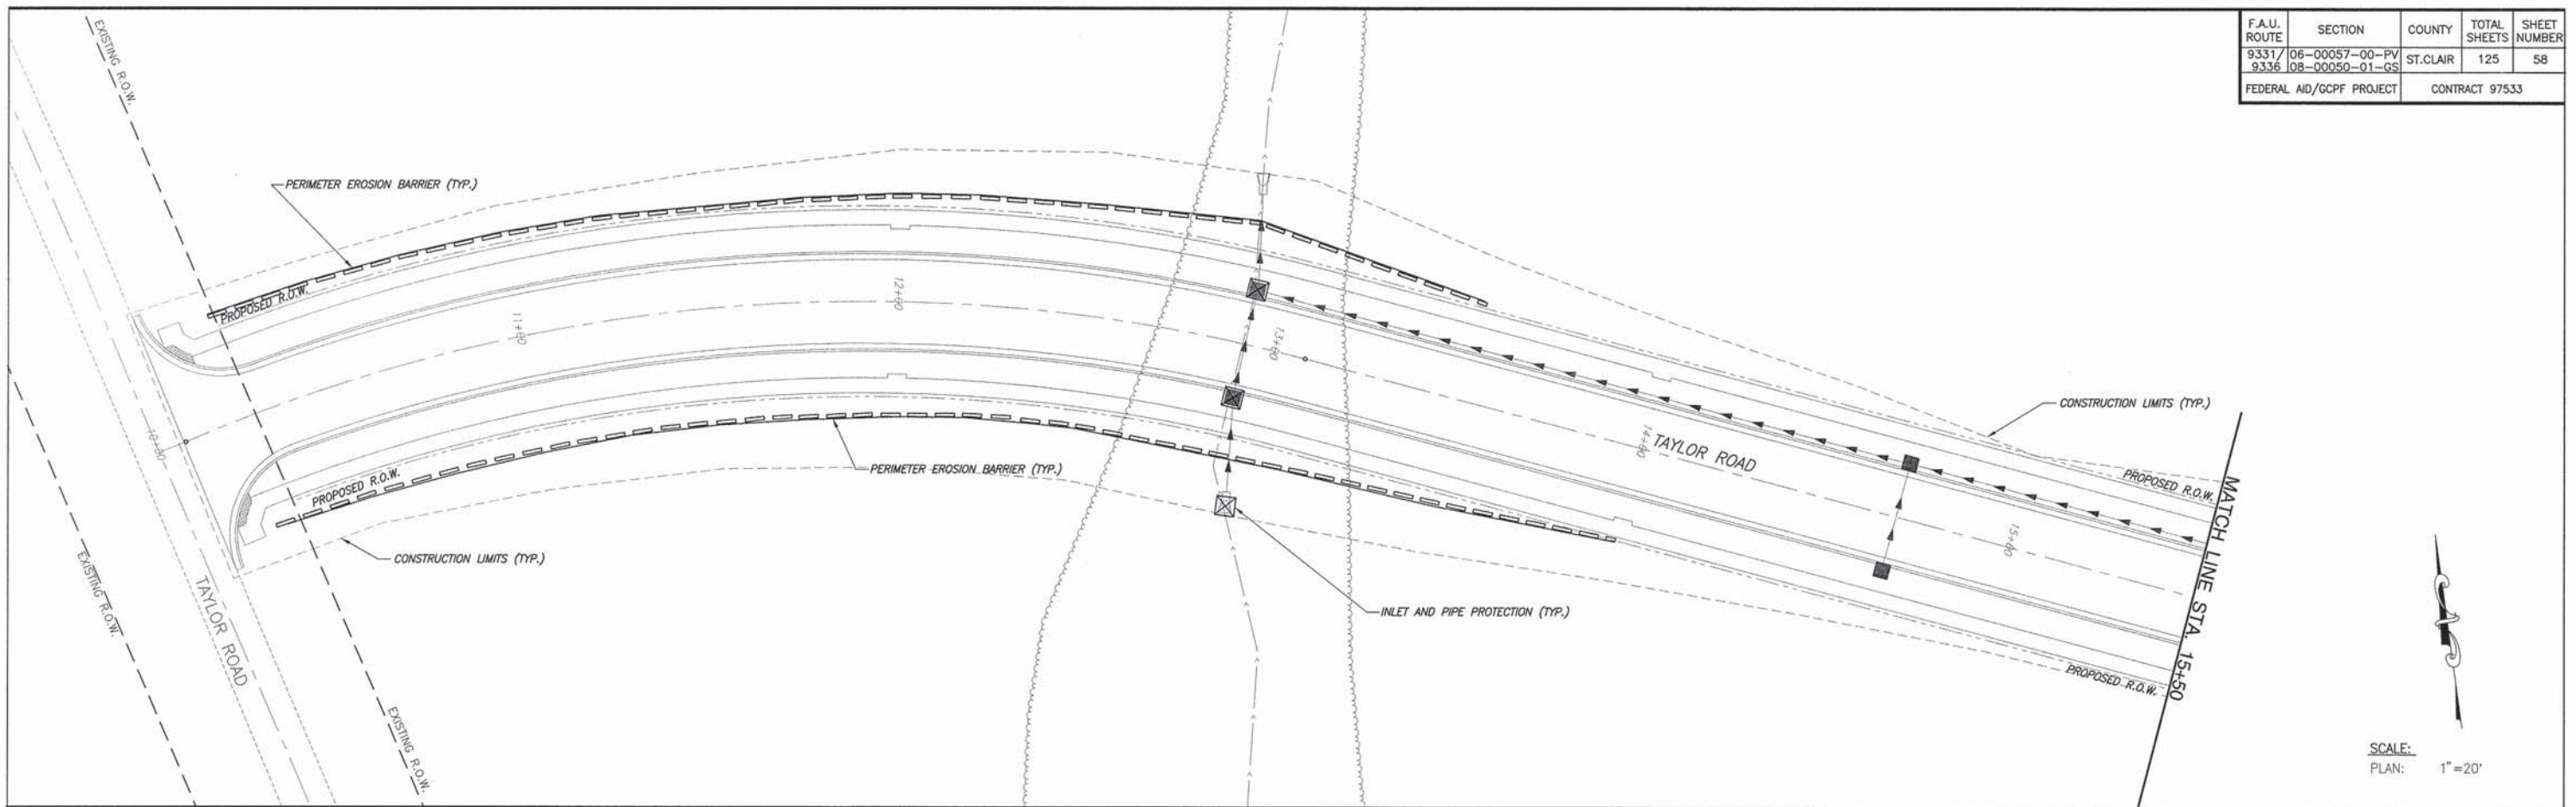 F.A.U. ROUTE
SECTION
COUNTY
TOTAL SHEETS
SHEET NUMBER
9331/ 9336
06-00057-00-PV
08-00050-01-GS
ST.CLAIR
125
58
FEDERAL AID/GCPF PROJECT
CONTRACT 97533
EXISTING R.O.W.
PERIMETER EROSION BARRIER (TYP.)
PROPOSED R.O.W.
10+00
11+00
12+00
13+00
14+00
15+00
TAYLOR ROAD
CONSTRUCTION LIMITS (TYP.)
PROPOSED R.O.W.
MATCH LINE STA. 15+50
PROPOSED R.O.W.
PERIMETER EROSION BARRIER (TYP.)
PROPOSED R.O.W.
CONSTRUCTION LIMITS (TYP.)
INLET AND PIPE PROTECTION (TYP.)
EXISTING R.O.W.
TAYLOR ROAD
EXISTING R.O.W.
SCALE:
PLAN: 1"=20'